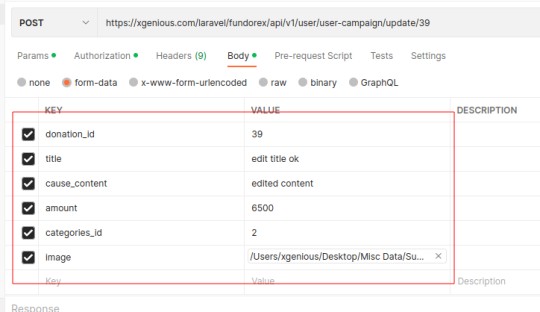 POST https://xgenious.com/laravel/fundorex/api/v1/user/user-campaign/update/39
Params Authorization Headers (9) Body Pre-request Script Tests Settings
none form-data x-www-form-urlencoded raw binary GraphQL
KEY VALUE DESCRIPTION
donation_id 39
title edit title ok
cause_content edited content
amount 6500
categories_id 2
image /Users/xgenious/Desktop/Misc Data/Su...
Key Value Description
Response